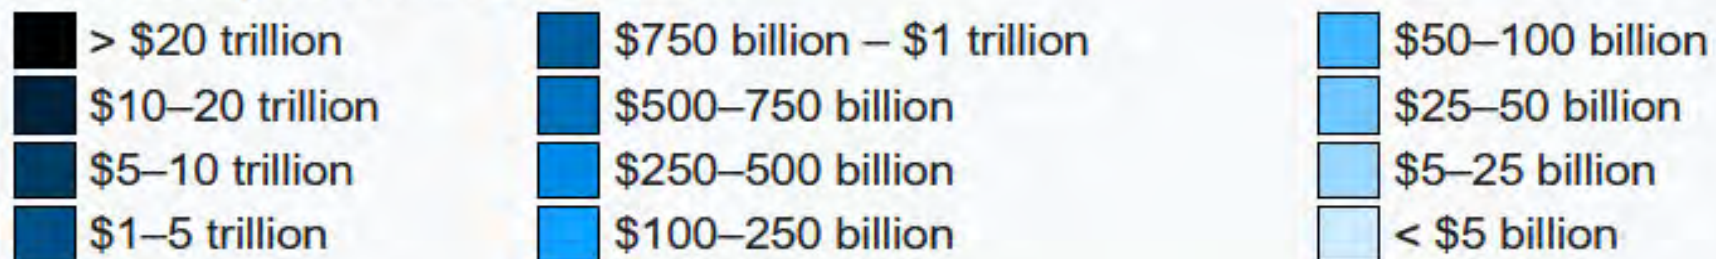 > $20 trillion
$10–20 trillion
$5–10 trillion
$1–5 trillion
$750 billion – $1 trillion
$500–750 billion
$250–500 billion
$100–250 billion
$50–100 billion
$25–50 billion
$5–25 billion
< $5 billion